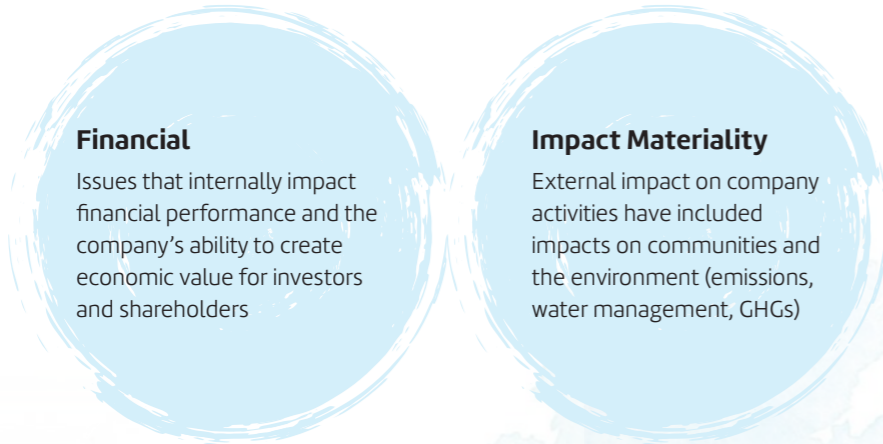 Financial
Issues that internally impact
financial performance and the
company's ability to create
economic value for investors
and shareholders
Impact Materiality
External impact on company
activities have included
impacts on communities and
the environment (emissions,
water management, GHGs)